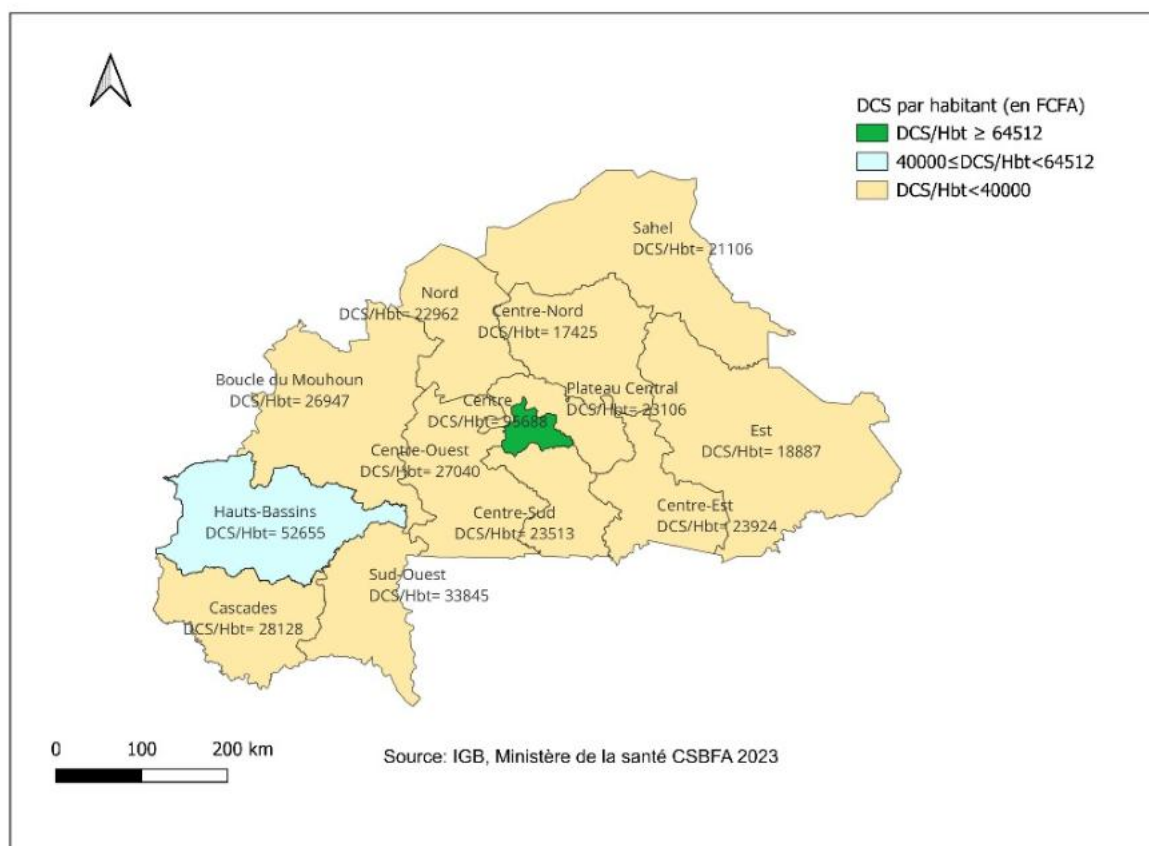 DCS par habitant (en FCFA)
DCS/Hbt ≥ 64512
40000≤DCS/Hbt<64512
DCS/Hbt<40000
Sahel
DCS/Hbt= 21106
Nord
DCS/Hbt= 22962
Centre-Nord
DCS/Hbt= 17425
Boucle du Mouhoun
DCS/Hbt= 26947
Centre
DCS/Hbt= 95688
Plateau Central
DCS/Hbt= 23106
Est
DCS/Hbt= 18887
Centre-Ouest
DCS/Hbt= 27040
Hauts-Bassins
DCS/Hbt= 52655
Centre-Sud
DCS/Hbt= 23513
Centre-Est
DCS/Hbt= 23924
Sud-Ouest
DCS/Hbt= 33845
Cascades
DCS/Hbt= 28128
0 100 200 km
Source: IGB, Ministère de la santé CSBFA 2023